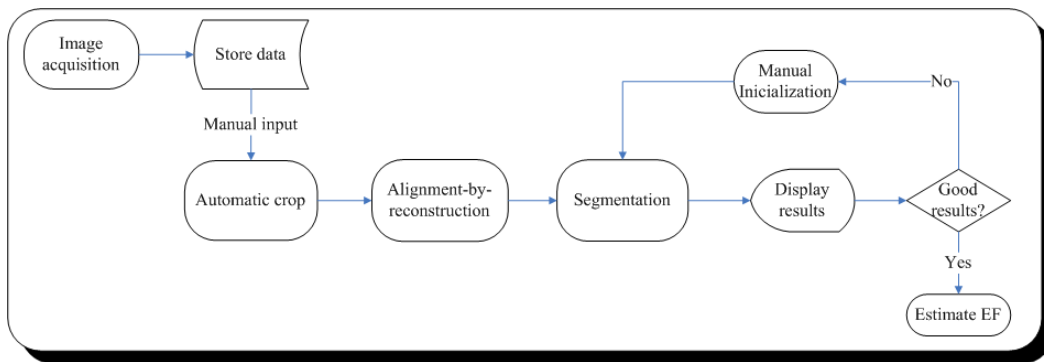 Image
acquisition
Store data
Manual input
Automatic crop
Alignment-by-
reconstruction
Segmentation
Manual
Inicialization
No
Display
results
Good
results?
Yes
Estimate EF